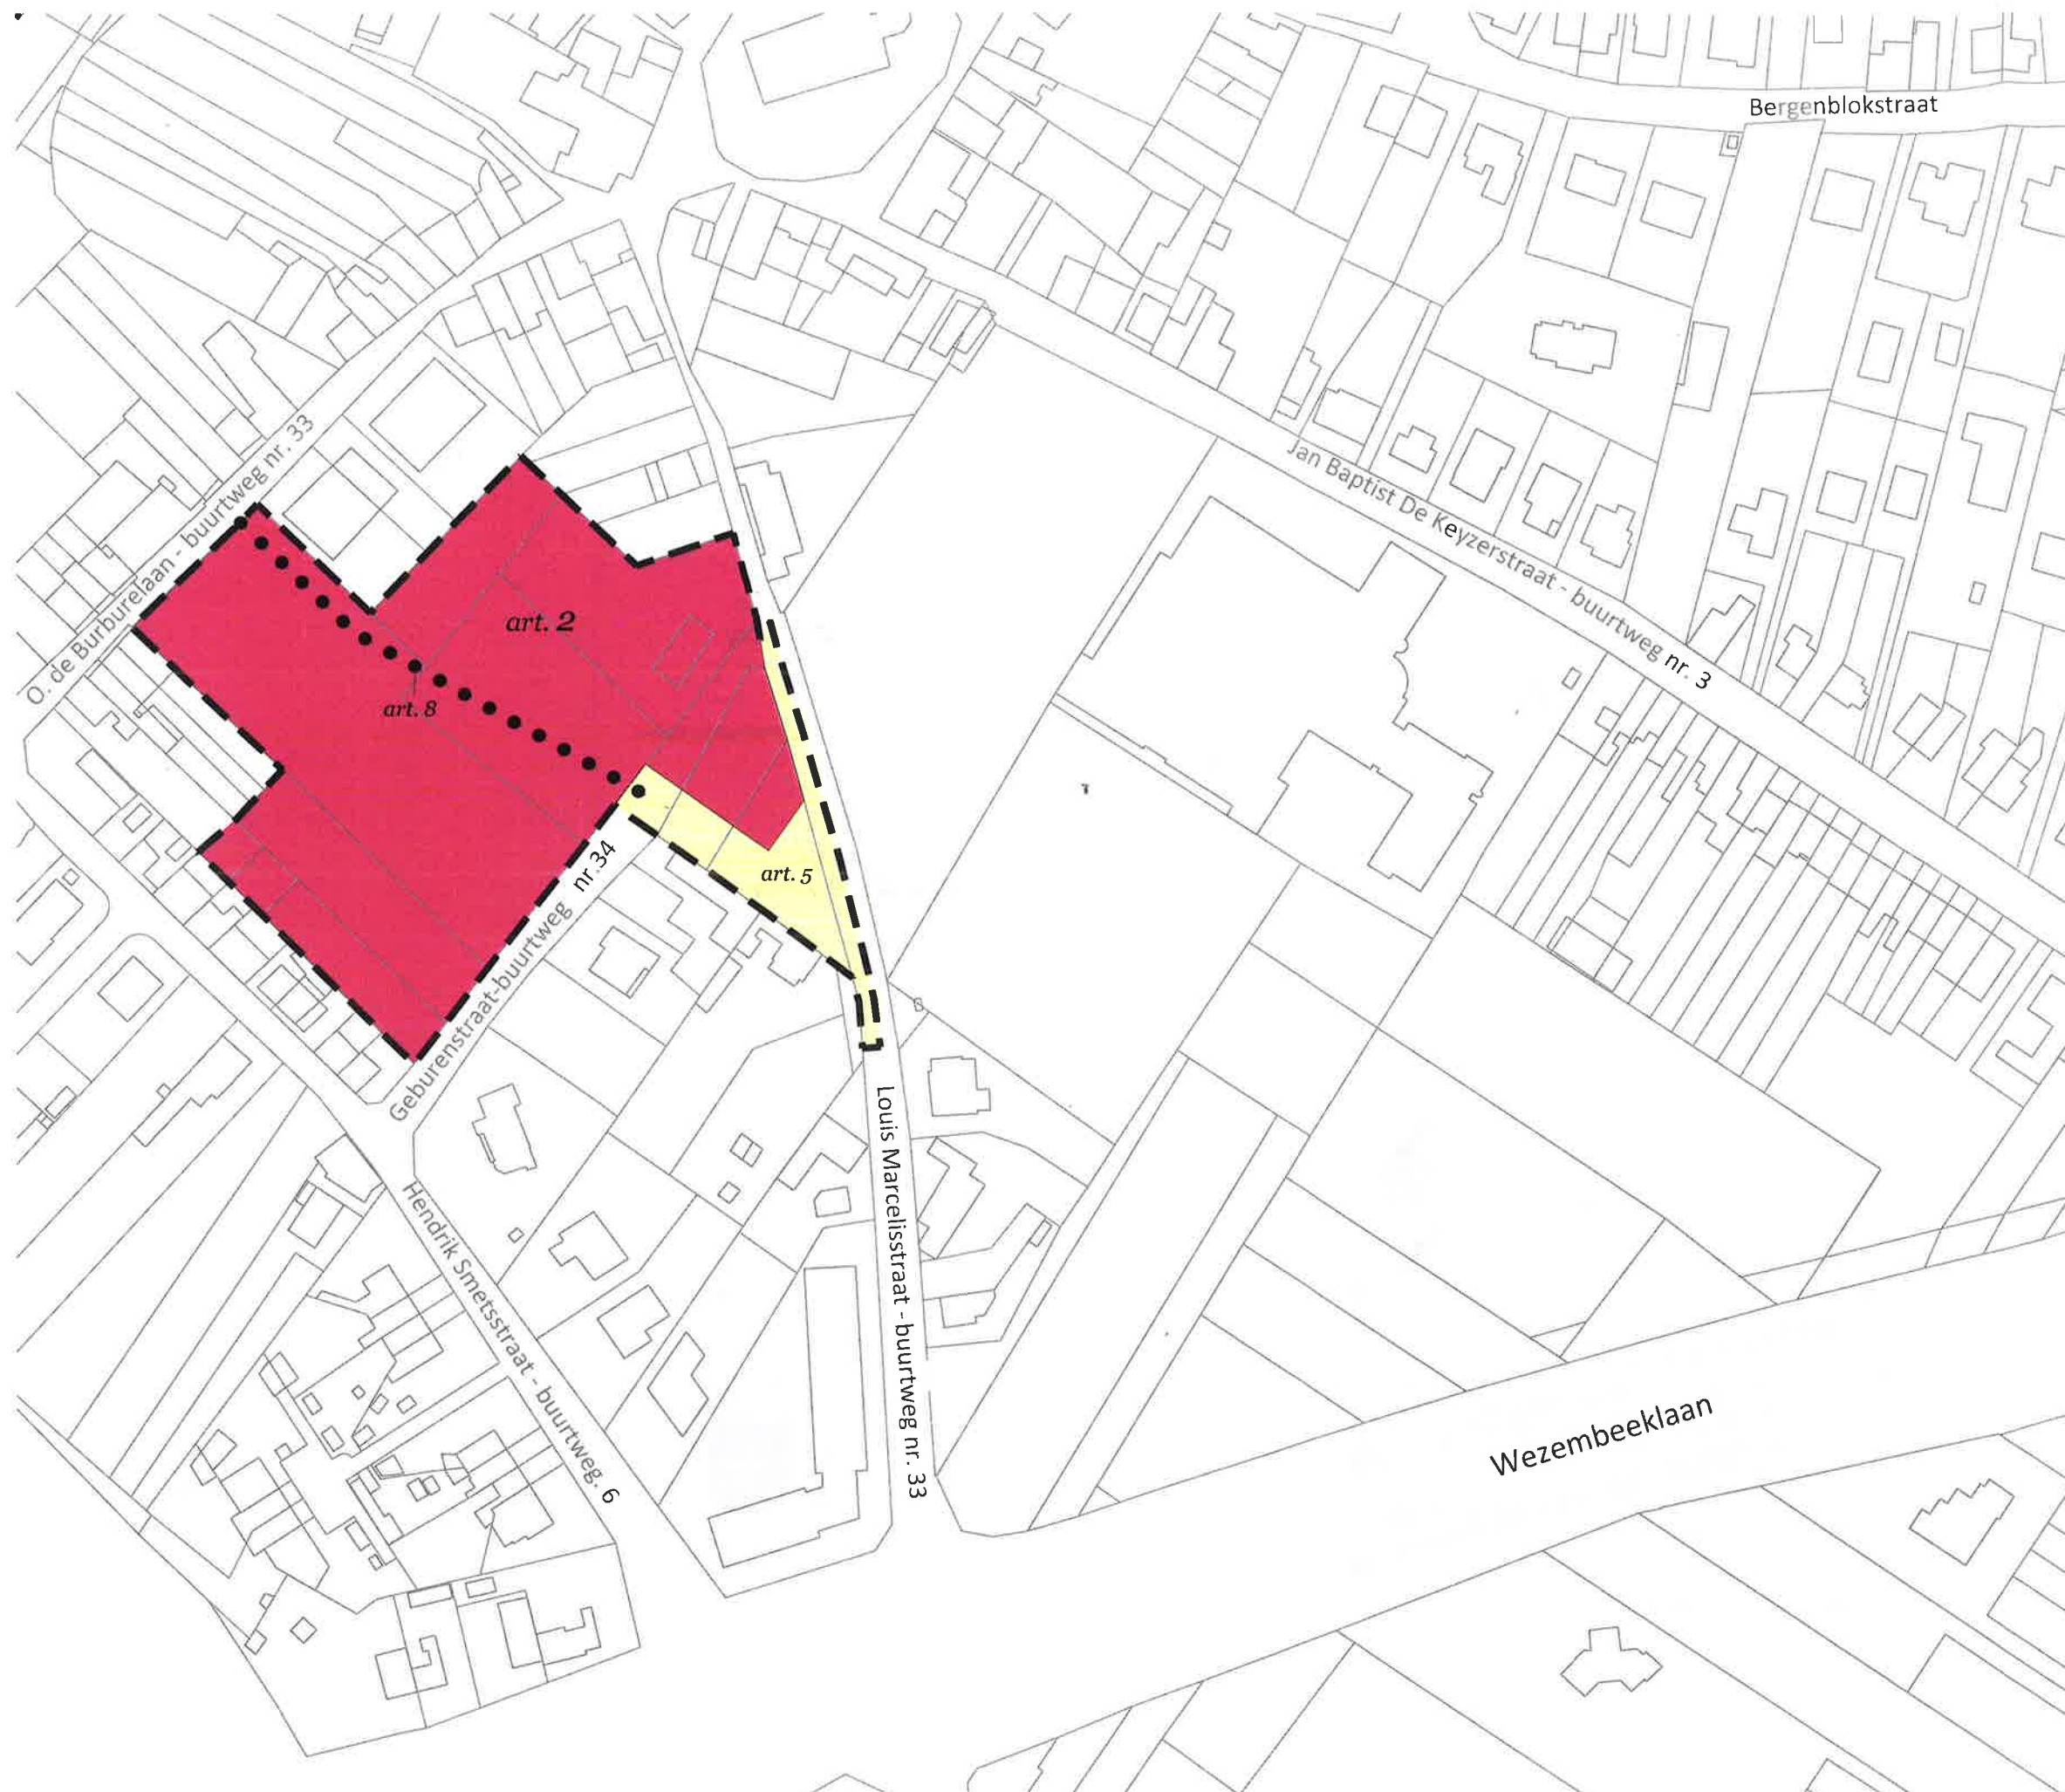 Bergenblokstraat
O. de Burburelaan - buurtweg nr. 33
Jan Baptist De Keyzerstraat - buurtweg nr. 3
art. 2
art. 8
art. 5
Geburenstraat-buurtweg nr.34
Louis Marcelisstraat - buurtweg nr. 33
Hendrik Smetsstraat - buurtweg. 6
Wezembeeklaan